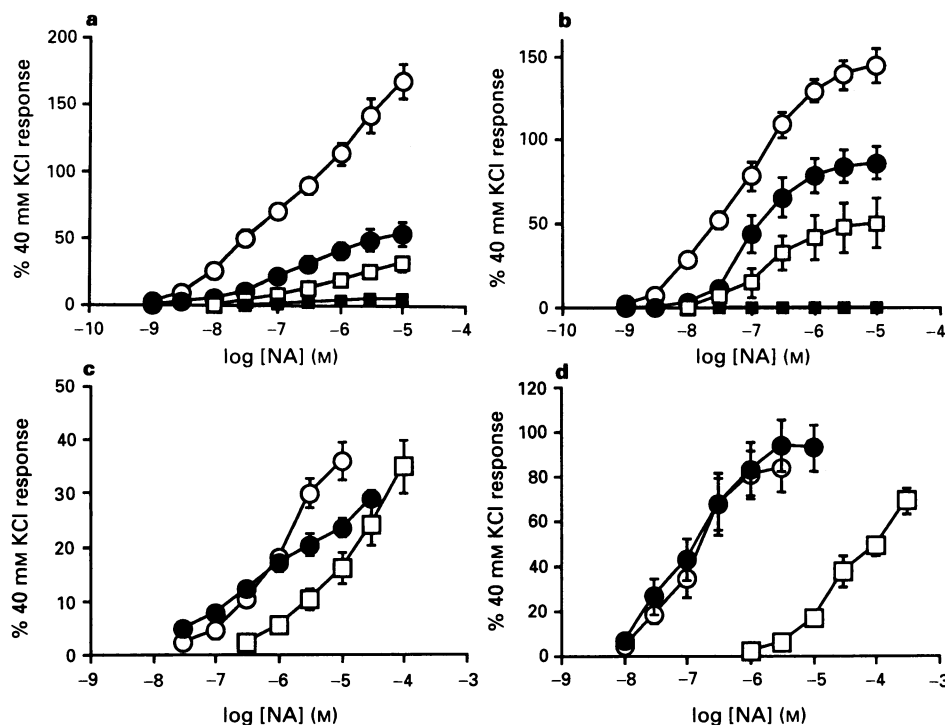 a
% 40 mM KCl response
200
150
100
50
0
-10 -9 -8 -7 -6 -5 -4
log [NA] (M)
b
% 40 mM KCl response
150
100
50
0
-10 -9 -8 -7 -6 -5 -4
log [NA] (M)
c
% 40 mM KCl response
50
40
30
20
10
0
-9 -8 -7 -6 -5 -4 -3
log [NA] (M)
d
% 40 mM KCl response
120
100
80
60
40
20
0
-9 -8 -7 -6 -5 -4 -3
log [NA] (M)